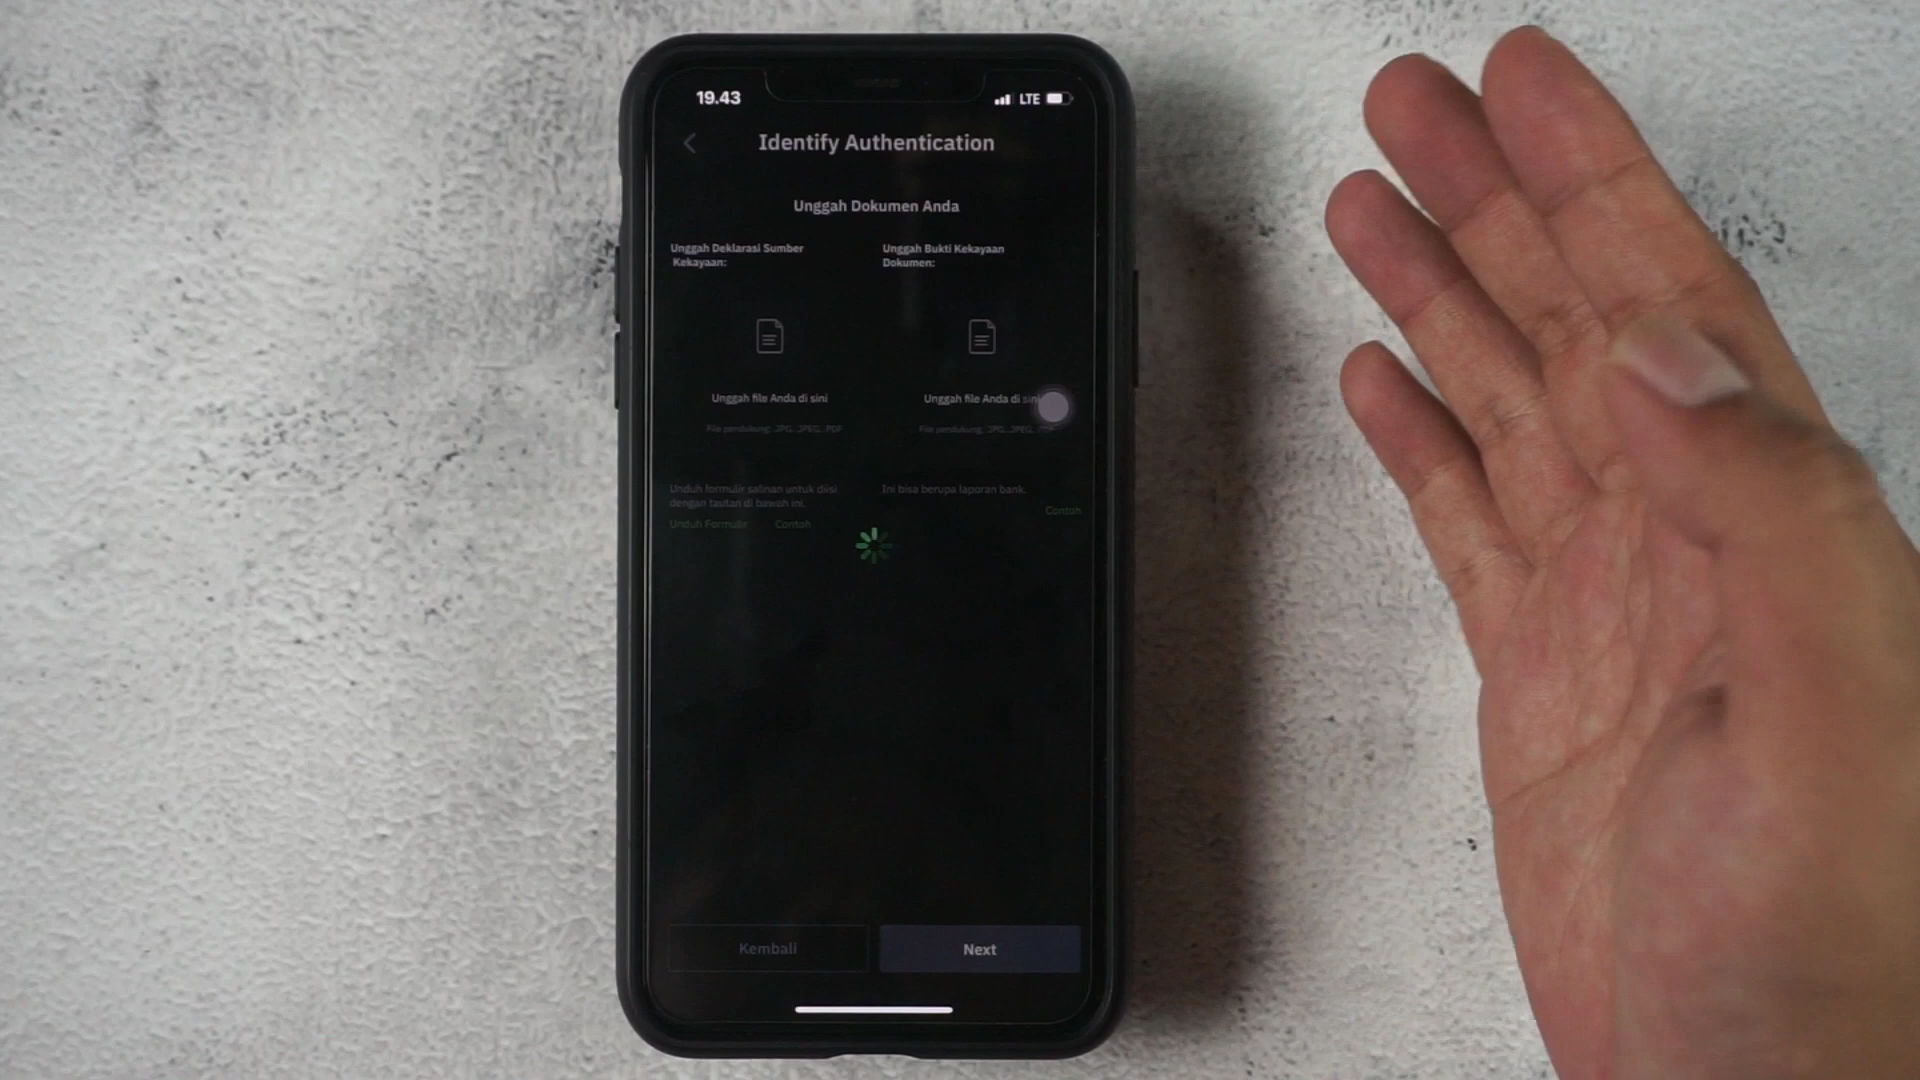 19.43
LTE
Identify Authentication
Unggah Dokumen Anda
Unggah Deklarasi Sumber
Kekayaan:
Unggah Bukti Kekayaan
Dokumen:
Unggah file Anda di sini
Unggah file Anda di sini
File pendukung: .JPG, .JPEG, .PDF
File pendukung: .JPG, .JPEG, .PDF
Unduh formulir salinan untuk diisi
dengan tautan di bawah ini.
Unduh Formulir Contoh
Ini bisa berupa laporan bank.
Contoh
Kembali
Next